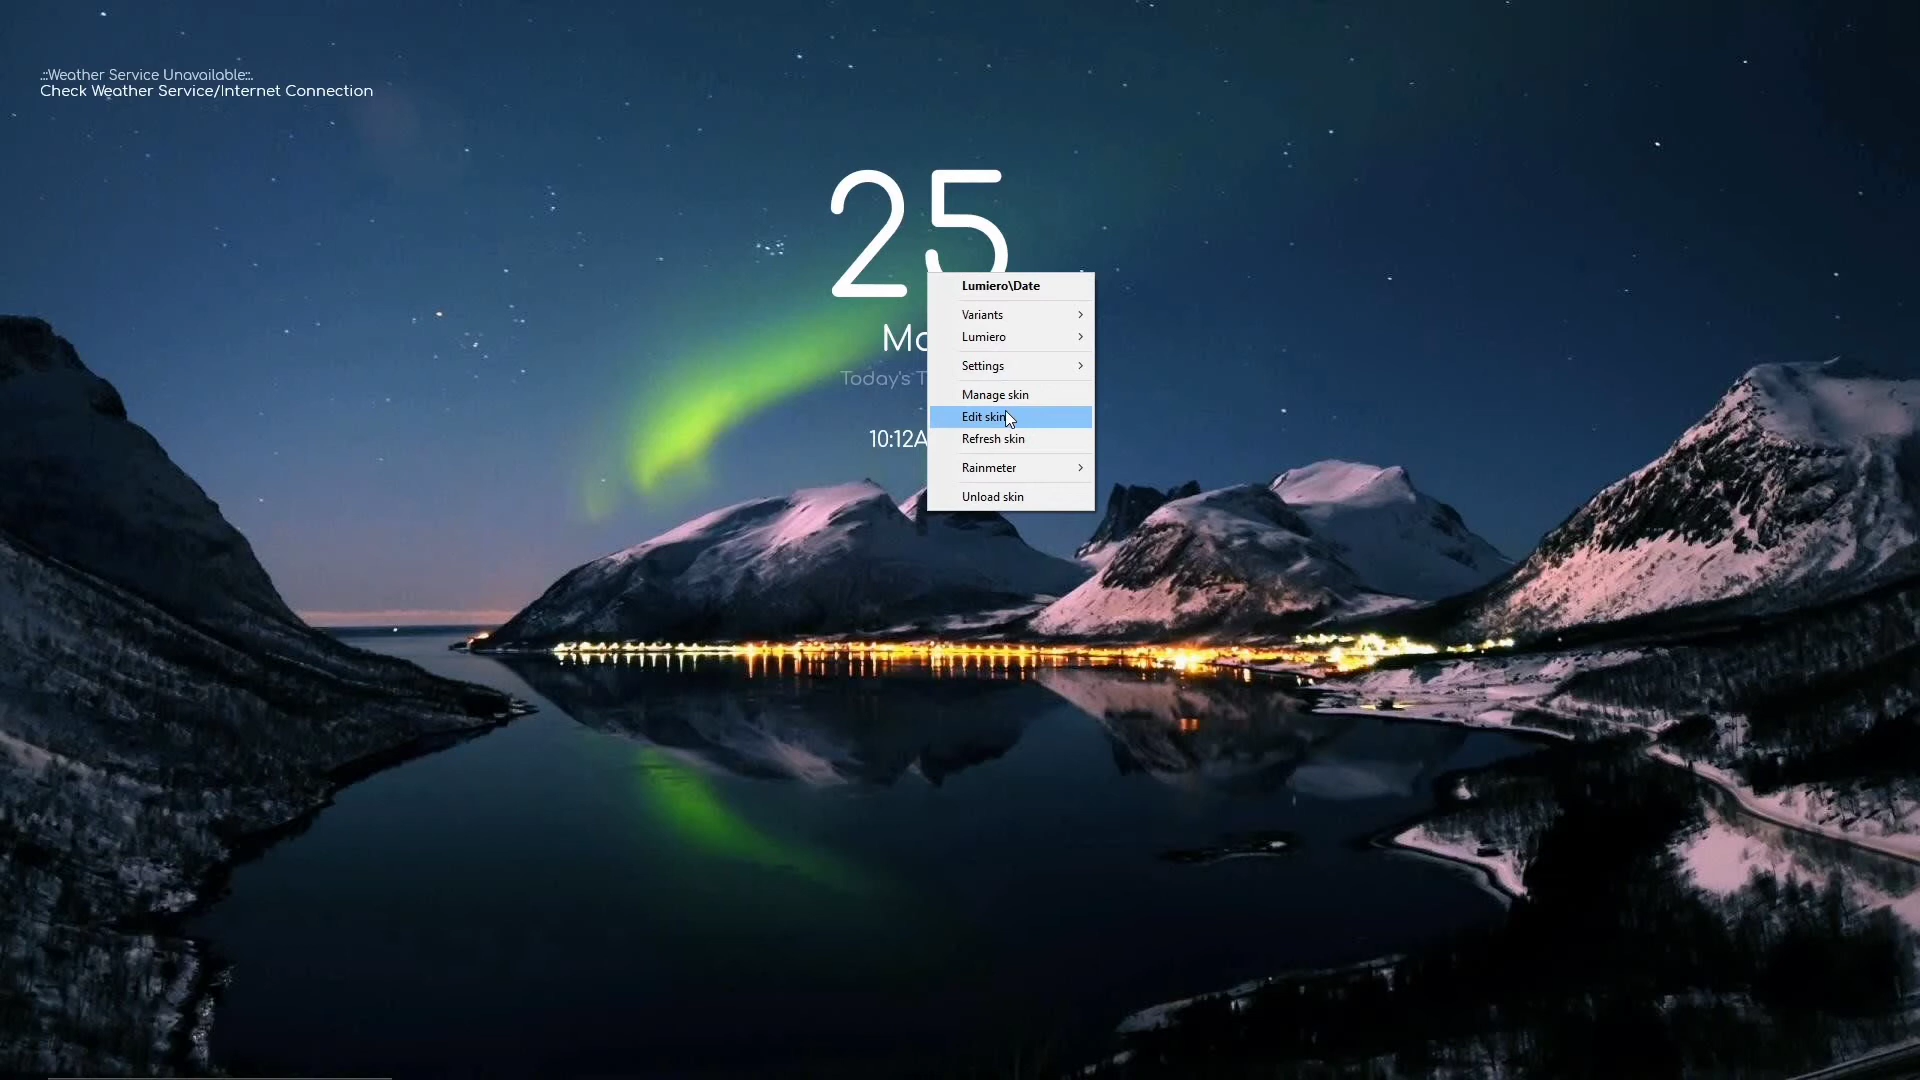 .::Weather Service Unavailable::.
Check Weather Service/Internet Connection
25
Today's
10:12A
Lumiero\Date
Variants
Lumiero
Settings
Manage skin
Edit skin
Refresh skin
Rainmeter
Unload skin